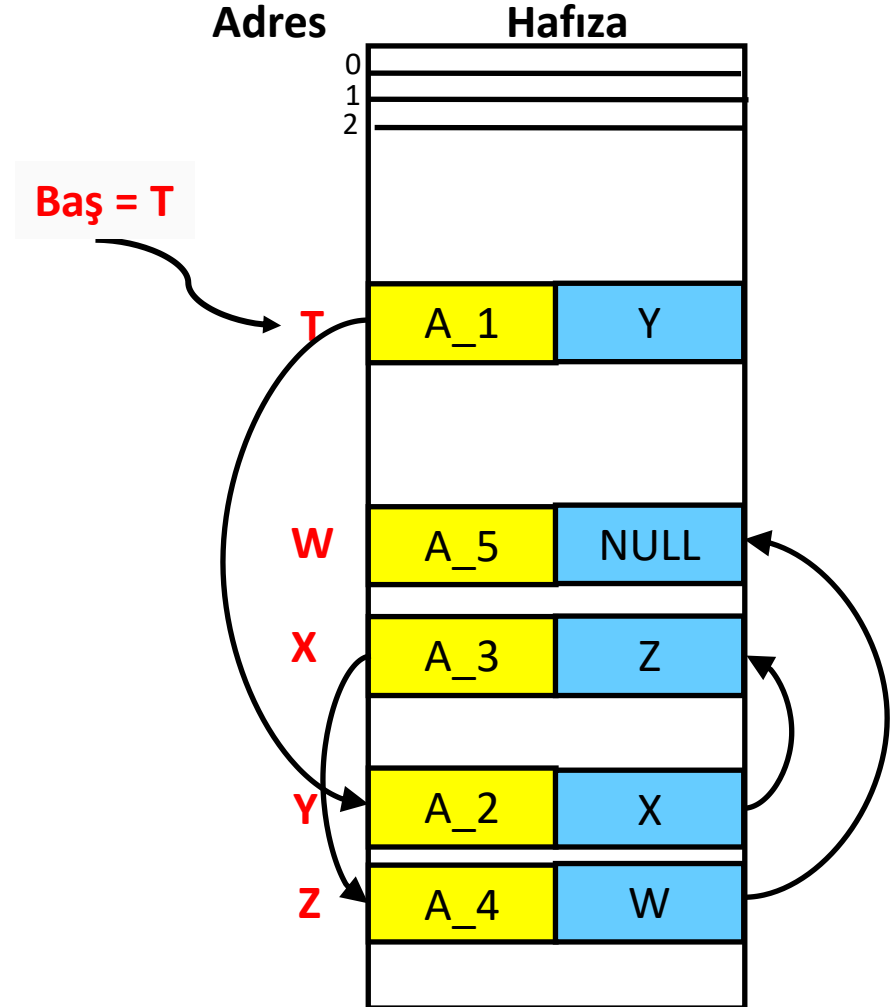 Adres Hafıza
0
1
2
Baş = T
T A_1 Y
W A_5 NULL
X A_3 Z
Y A_2 X
Z A_4 W